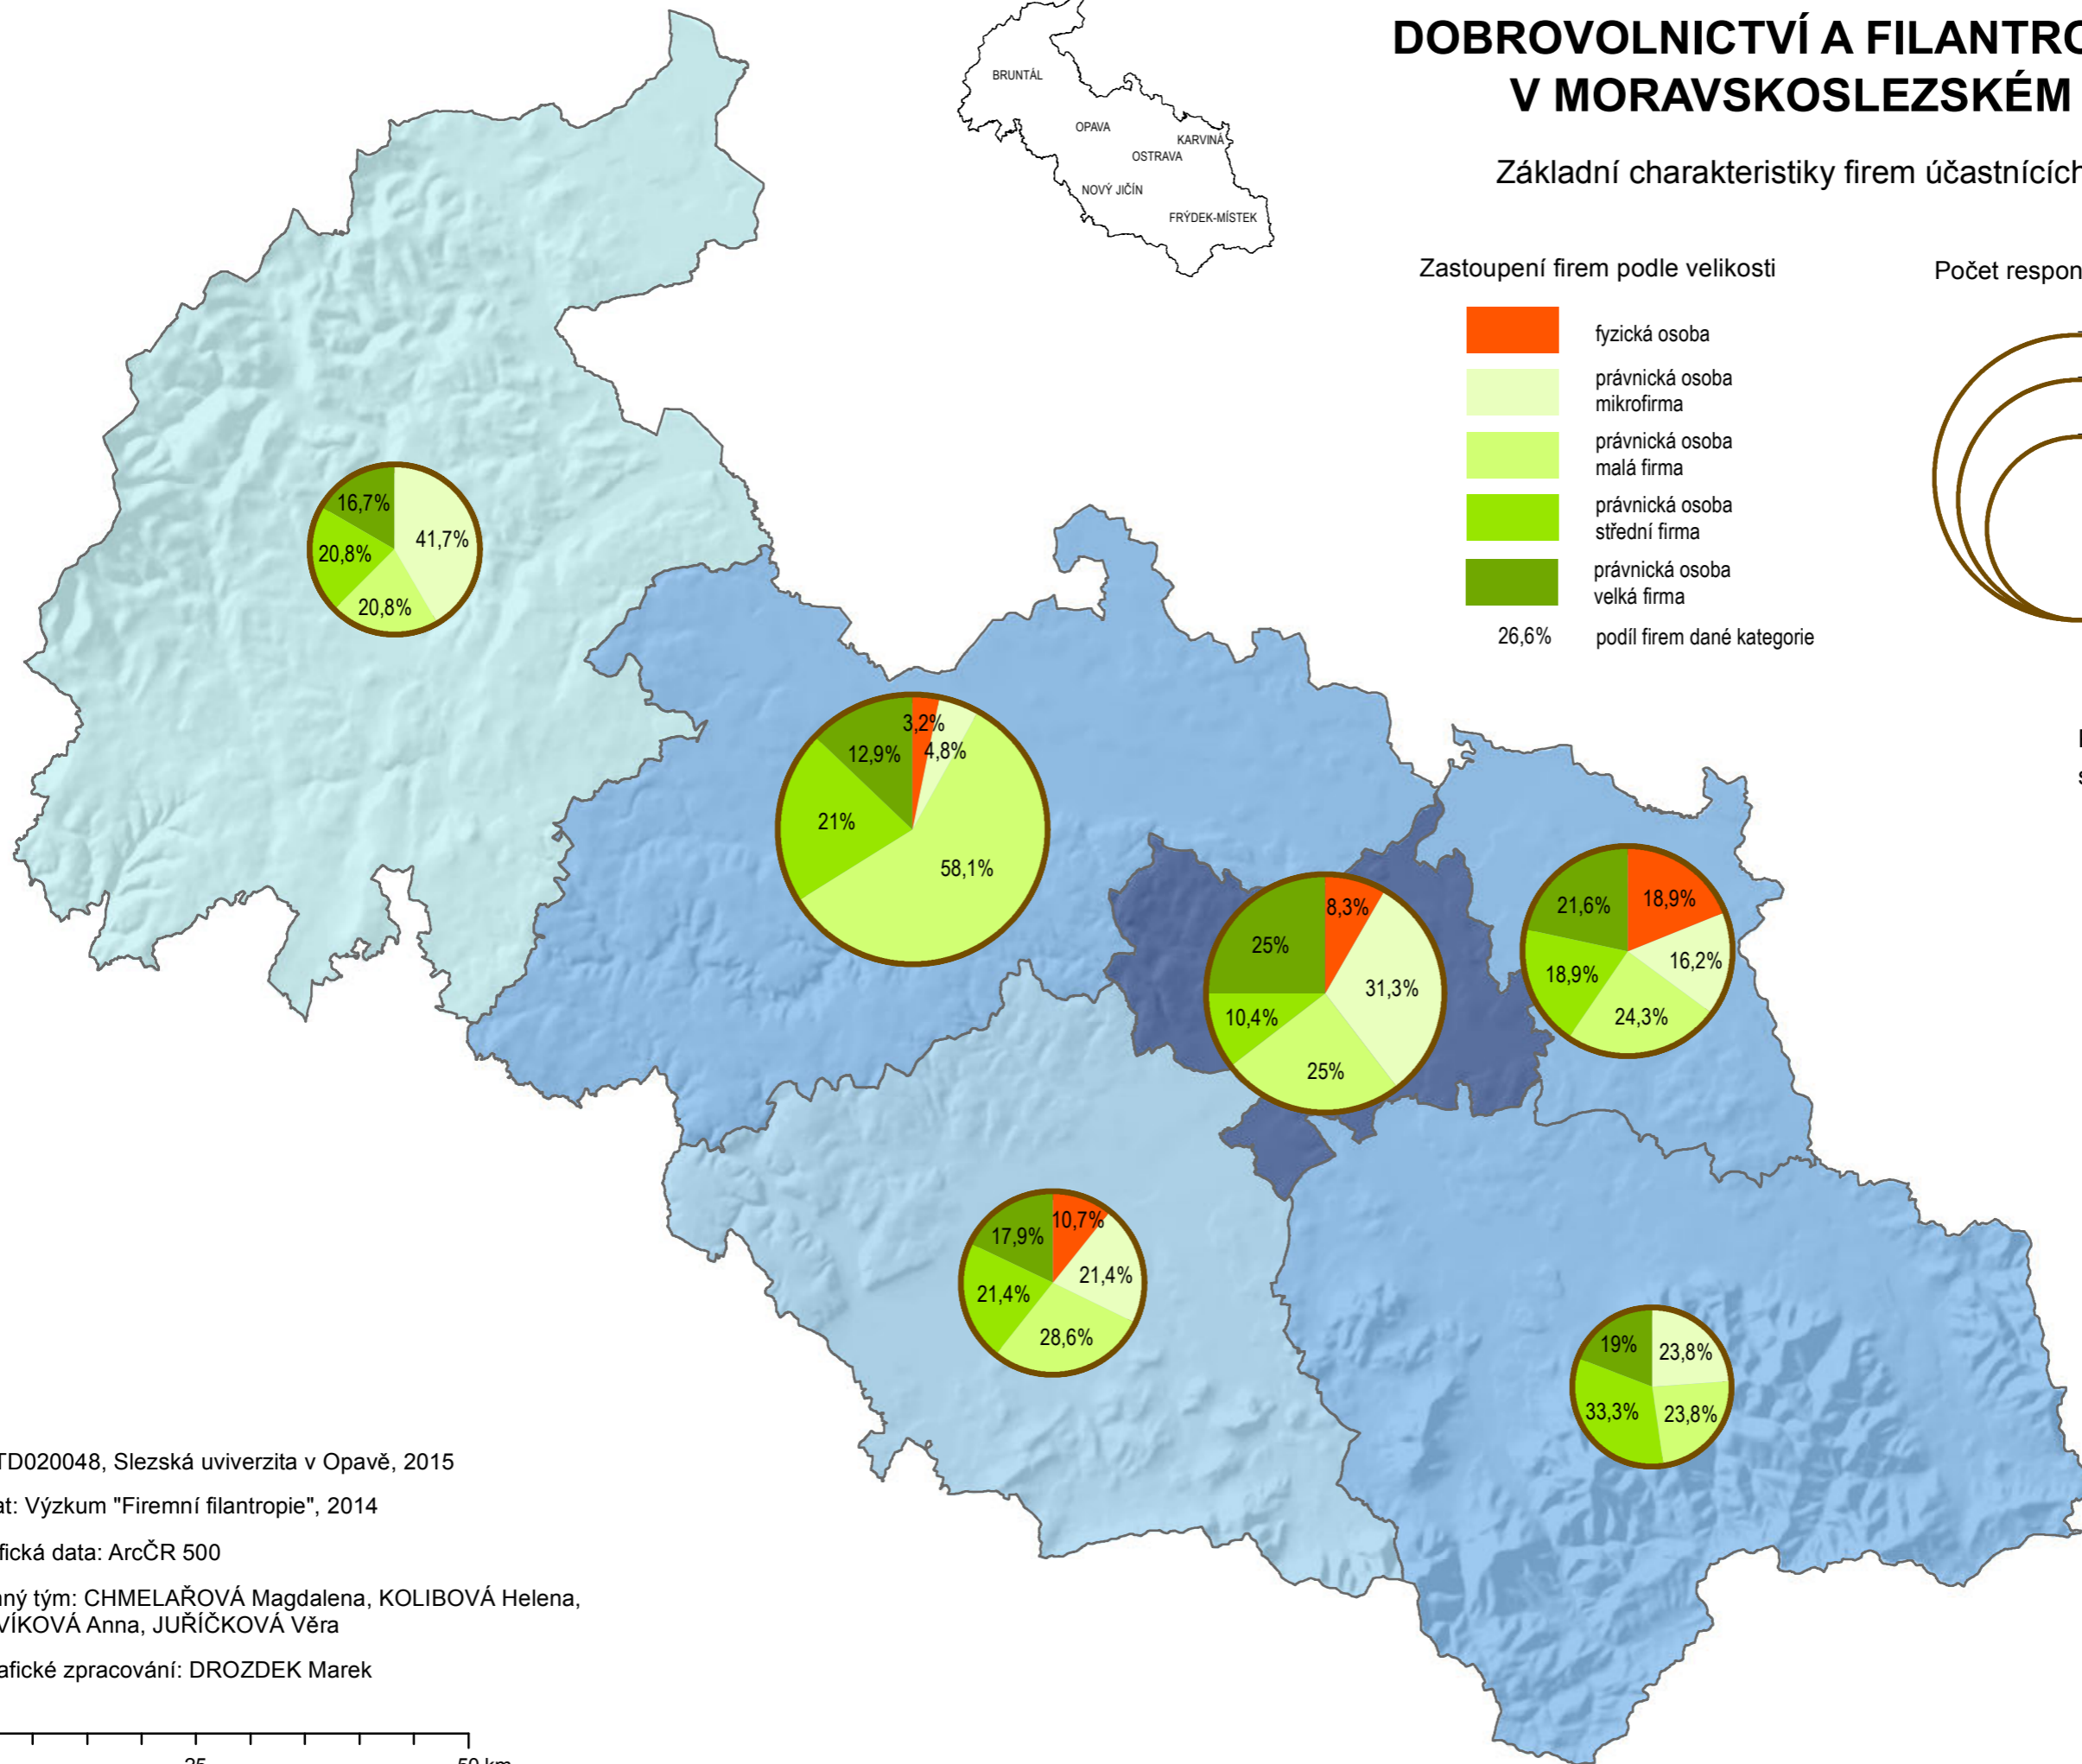 DOBROVOLNICTVÍ A FILANTRO
V MORAVSKOSLEZSKÉM
Základní charakteristiky firem účastnících
BRUNTÁL
OPAVA
KARVINÁ
OSTRAVA
NOVÝ JIČÍN
FRÝDEK-MÍSTEK
Zastoupení firem podle velikosti
fyzická osoba
právnická osoba
mikrofirma
právnická osoba
malá firma
právnická osoba
střední firma
právnická osoba
velká firma
26,6% podíl firem dané kategorie
Počet respon
16,7%
41,7%
20,8%
20,8%
3,2%
4,8%
12,9%
21%
58,1%
8,3%
25%
31,3%
10,4%
25%
18,9%
21,6%
16,2%
18,9%
24,3%
10,7%
17,9%
21,4%
21,4%
28,6%
19%
23,8%
33,3%
23,8%
TD020048, Slezská uviverzita v Opavě, 2015
at: Výzkum "Firemní filantropie", 2014
fická data: ArcČR 500
nný tým: CHMELAŘOVÁ Magdalena, KOLIBOVÁ Helena,
VÍKOVÁ Anna, JUŘÍČKOVÁ Věra
afické zpracování: DROZDEK Marek
25 50 km